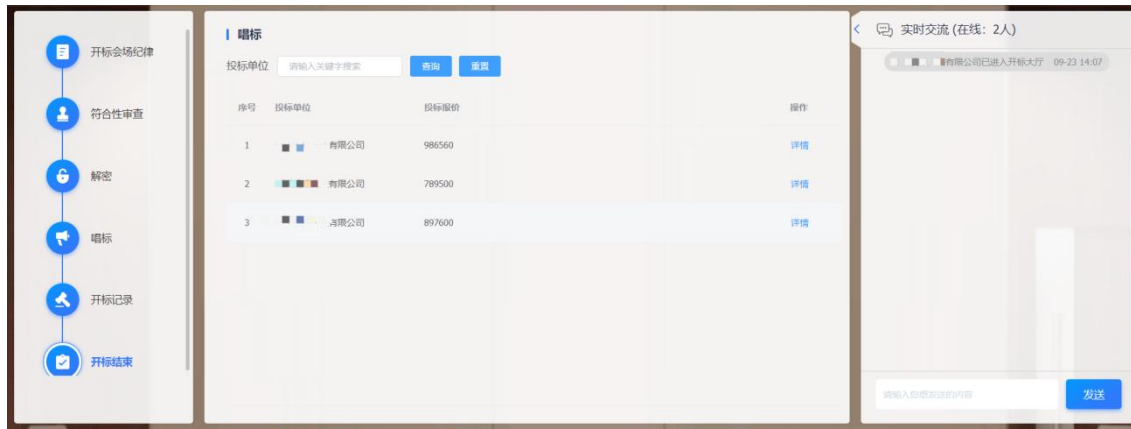 开标会场纪律
符合性审查
解密
唱标
开标记录
开标结束
唱标
投标单位 请输入关键字搜索 查询 重置
序号 投标单位 投标报价 操作
1 有限公司 986560 详情
2 有限公司 789500 详情
3 有限公司 897600 详情
实时交流 (在线: 2人)
有限公司已进入开标大厅 09-23 14:07
请输入您想发送的内容 发送